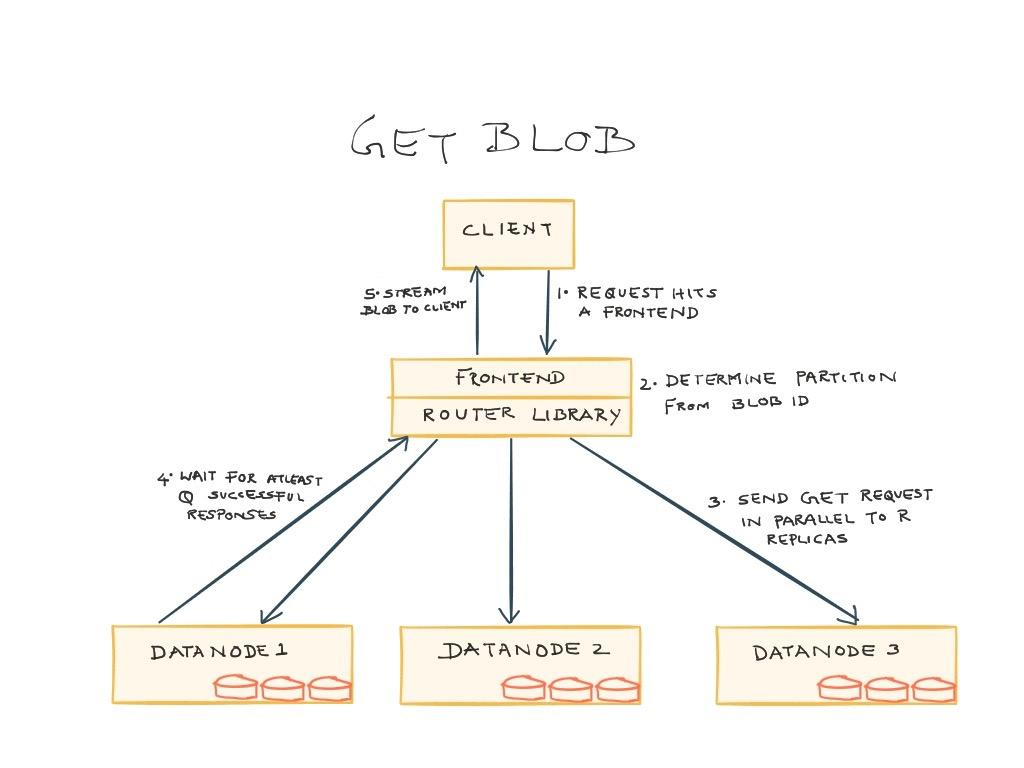 GET BLOB
CLIENT
5. STREAM
BLOB TO CLIENT
1. REQUEST HITS
A FRONTEND
FRONTEND
ROUTER LIBRARY
2. DETERMINE PARTITION
FROM BLOB ID
4. WAIT FOR ATLEAST
Q SUCCESSFUL
RESPONSES
3. SEND GET REQUEST
IN PARALLEL TO R
REPLICAS
DATANODE 1
DATANODE 2
DATANODE 3